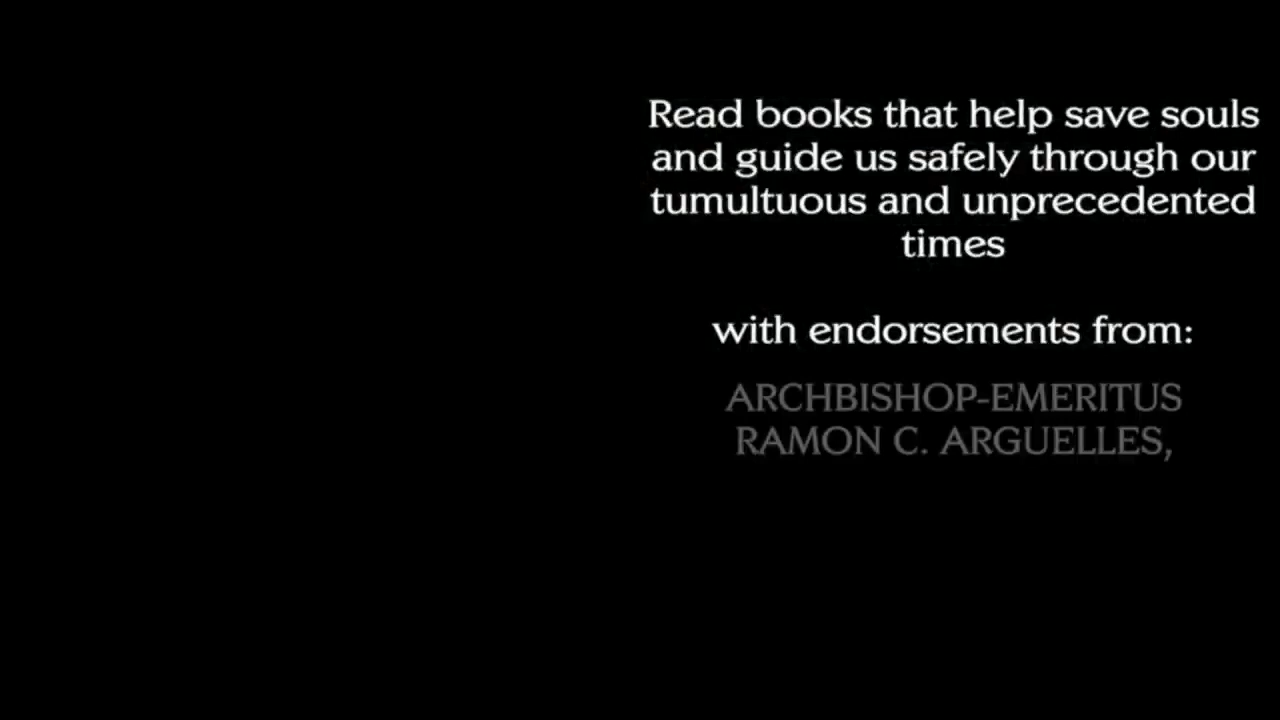 Read books that help save souls
and guide us safely through our
tumultuous and unprecedented
times
with endorsements from:
ARCHBISHOP-EMERITUS
RAMON C. ARGUELLES,